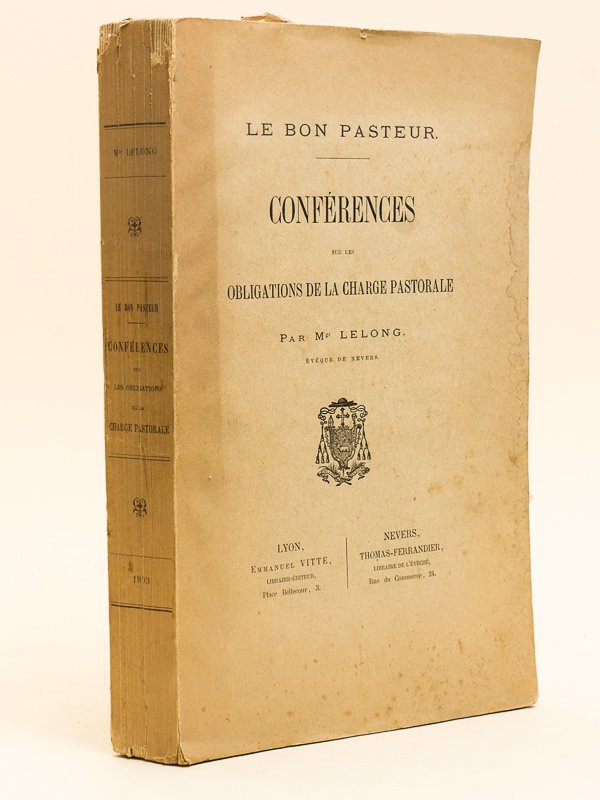 LE BON PASTEUR.
CONFÉRENCES
SUR LES
OBLIGATIONS DE LA CHARGE PASTORALE
PAR Mgr LELONG,
ÉVÊQUE DE NEVERS.
LYON,
EMMANUEL VITTE,
LIBRAIRE-ÉDITEUR,
Place Bellecour, 3.
NEVERS,
THOMAS-FERRANDIER,
LIBRAIRE DE L'ÉVÊCHÉ,
Rue du Commerce, 24.
Mgr LELONG
LE BON PASTEUR
CONFÉRENCES
SUR
LES OBLIGATIONS
DE LA
CHARGE PASTORALE
1893